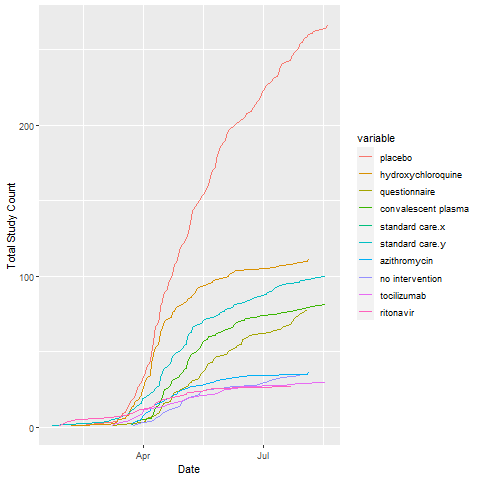 Total Study Count
200
100
0
Apr
Jul
Date
variable
placebo
hydroxychloroquine
questionnaire
convalescent plasma
standard care.x
standard care.y
azithromycin
no intervention
tocilizumab
ritonavir